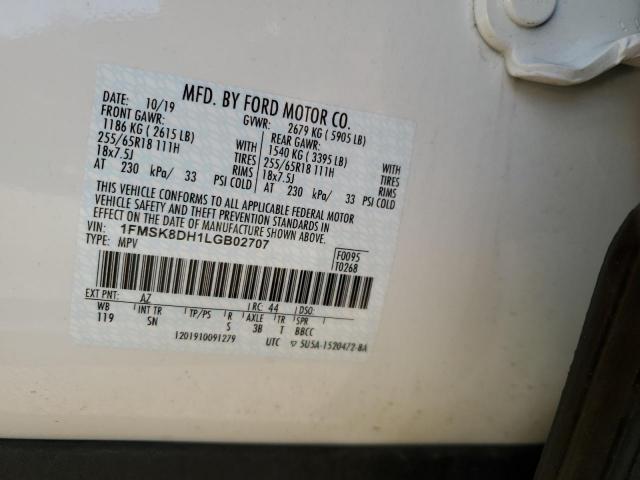 MFD. BY FORD MOTOR CO.
DATE: 10/19 GVWR: 2679 KG (5905 LB)
FRONT GAWR: REAR GAWR:
1186 KG (2615 LB) WITH 1540 KG (3395 LB) WITH
255/65R18 111H TIRES 255/65R18 111H TIRES
18x7.5J RIMS 18x7.5J RIMS
AT 230 kPa/ 33 PSI COLD AT 230 kPa/ 33 PSI COLD
THIS VEHICLE CONFORMS TO ALL APPLICABLE FEDERAL MOTOR
VEHICLE SAFETY AND THEFT PREVENTION STANDARDS IN
EFFECT ON THE DATE OF MANUFACTURE SHOWN ABOVE.
VIN: 1FMSK8DH1LGB02707
TYPE: MPV
F0095
T0268
EXT PNT: AZ RC: 44 DSO:
WB INT TR TP/PS R AXLE TR SPR
119 SN S 3B T BBCC
1201910091279 UTC ▽ 5U5A-1520472-BA